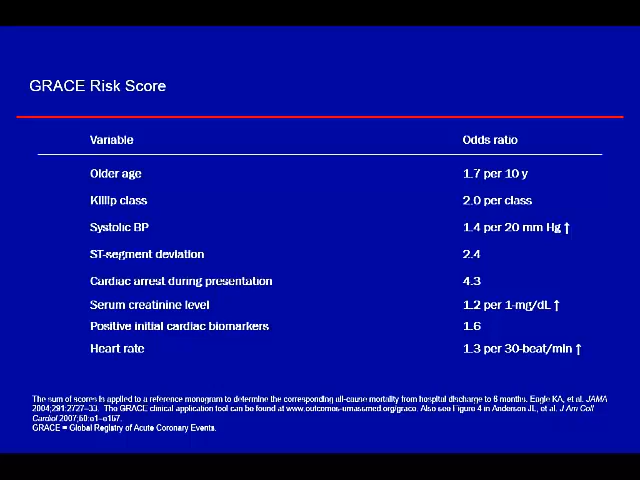 GRACE Risk Score
Variable Odds ratio
Older age 1.7 per 10 y
Killip class 2.0 per class
Systolic BP 1.4 per 20 mm Hg ↑
ST-segment deviation 2.4
Cardiac arrest during presentation 4.3
Serum creatinine level 1.2 per 1-mg/dL ↑
Positive initial cardiac biomarkers 1.6
Heart rate 1.3 per 30-beat/min ↑
The sum of scores is applied to a reference monogram to determine the corresponding all-cause mortality from hospital discharge to 6 months. Eagle KA, et al. JAMA
2004;291:2727–33. The GRACE clinical application tool can be found at www.outcomes-umassmed.org/grace. Also see Figure 4 in Anderson JL, et al. J Am Coll
Cardiol 2007;50:e1–e157.
GRACE = Global Registry of Acute Coronary Events.